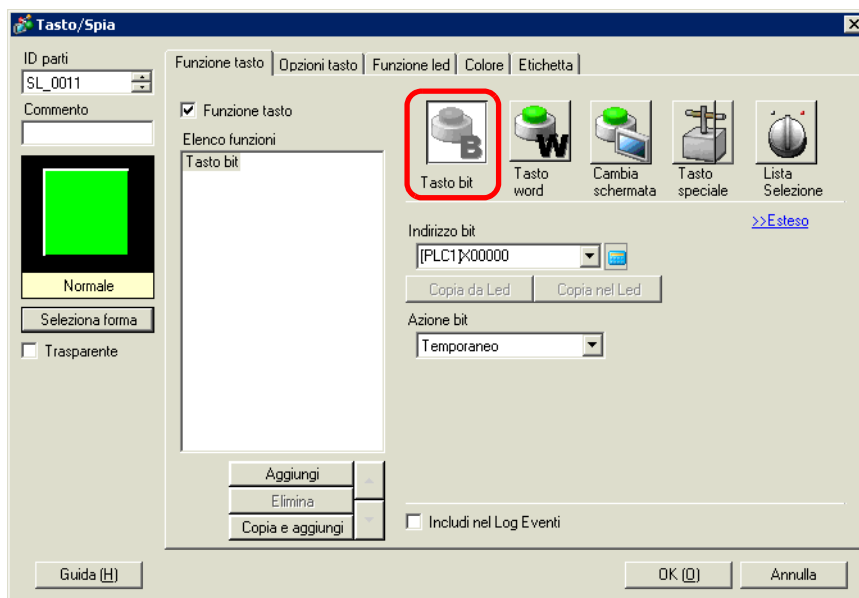 Tasto/Spia
ID parti
SL_0011
Commento
Normale
Seleziona forma
Trasparente
Funzione tasto
Opzioni tasto
Funzione led
Colore
Etichetta
Funzione tasto
Elenco funzioni
Tasto bit
Aggiungi
Elimina
Copia e aggiungi
B
Tasto bit
W
Tasto
word
Cambia
schermata
Tasto
speciale
Lista
Selezione
>>Esteso
Indirizzo bit
[PLC1]X00000
Copia da Led
Copia nel Led
Azione bit
Temporaneo
Includi nel Log Eventi
Guida (H)
OK (O)
Annulla